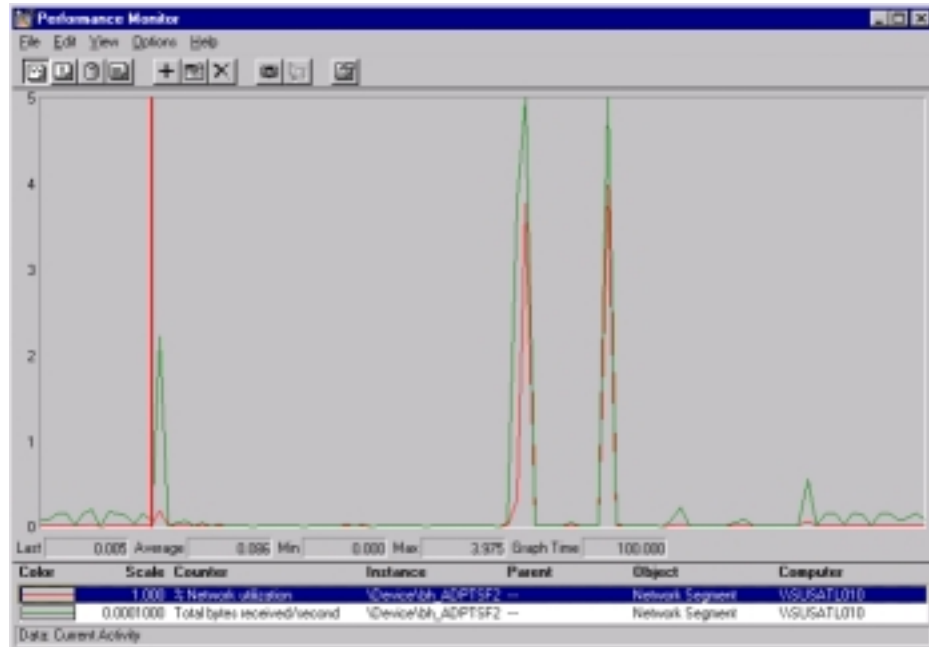 Performance Monitor
File Edit View Options Help
5
4
3
2
1
0
Last 0.005 Average 0.096 Min 0.000 Max 3.975 Graph Time 100.000
Color Scale Counter Instance Parent Object Computer
1.000 % Network utilization \Device\bh_ADPTSF2 --- Network Segment \\SUSATL010
0.0001000 Total bytes received/second \Device\bh_ADPTSF2 --- Network Segment \\SUSATL010
Data: Current Activity